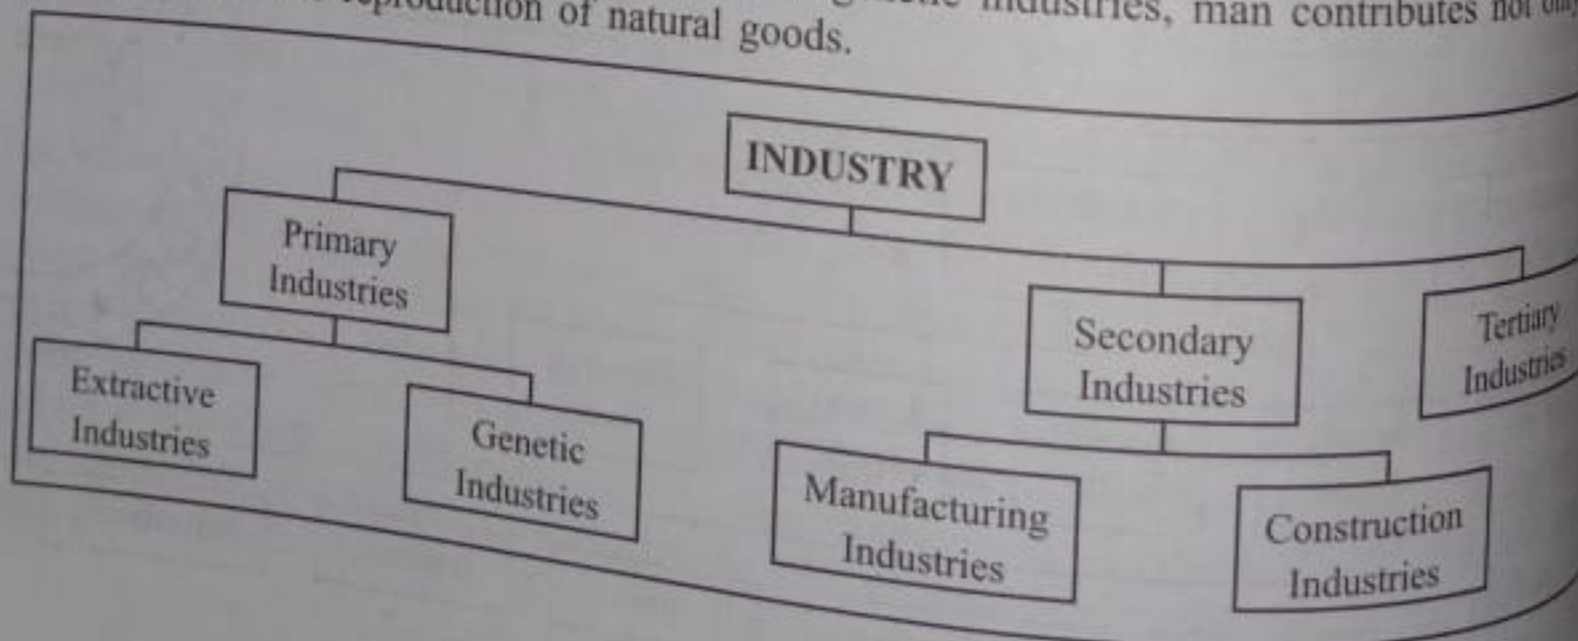 industries, man contributes not
of natural goods.
INDUSTRY
Primary
Industries
Secondary
Industries
Tertiary
Industries
Extractive
Industries
Genetic
Industries
Manufacturing
Industries
Construction
Industries